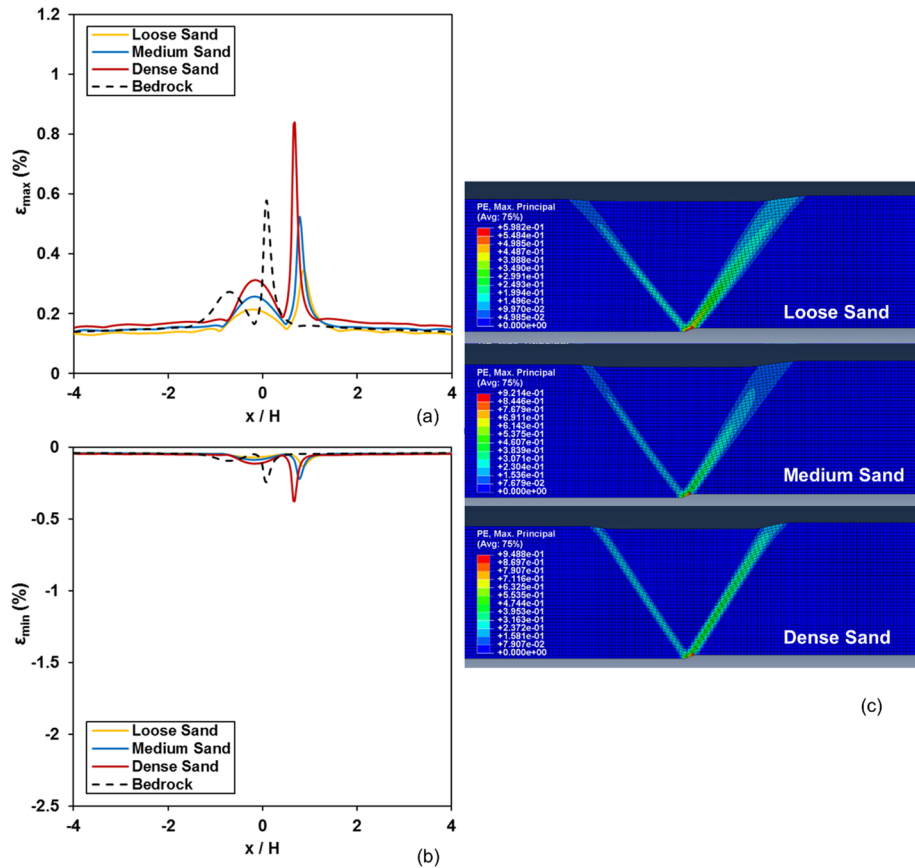 1.2
1
0.8
0.6
0.4
0.2
0
εmax (%)
Loose Sand
Medium Sand
Dense Sand
Bedrock
-4
-2
0
2
4
x / H
(a)
0
-0.5
-1
-1.5
-2
-2.5
εmin (%)
Loose Sand
Medium Sand
Dense Sand
Bedrock
-4
-2
0
2
4
x / H
(b)
PE, Max. Principal
(Avg: 75%)
+5.982e-01
+5.484e-01
+4.985e-01
+4.487e-01
+3.988e-01
+3.490e-01
+2.991e-01
+2.493e-01
+1.994e-01
+1.496e-01
+9.970e-02
+4.985e-02
+0.000e+00
Loose Sand
PE, Max. Principal
(Avg: 75%)
+9.214e-01
+8.446e-01
+7.679e-01
+6.911e-01
+6.143e-01
+5.375e-01
+4.607e-01
+3.839e-01
+3.071e-01
+2.304e-01
+1.536e-01
+7.679e-02
+0.000e+00
Medium Sand
PE, Max. Principal
(Avg: 75%)
+9.488e-01
+8.697e-01
+7.907e-01
+7.116e-01
+6.325e-01
+5.535e-01
+4.744e-01
+3.953e-01
+3.163e-01
+2.372e-01
+1.581e-01
+7.907e-02
+0.000e+00
Dense Sand
(c)